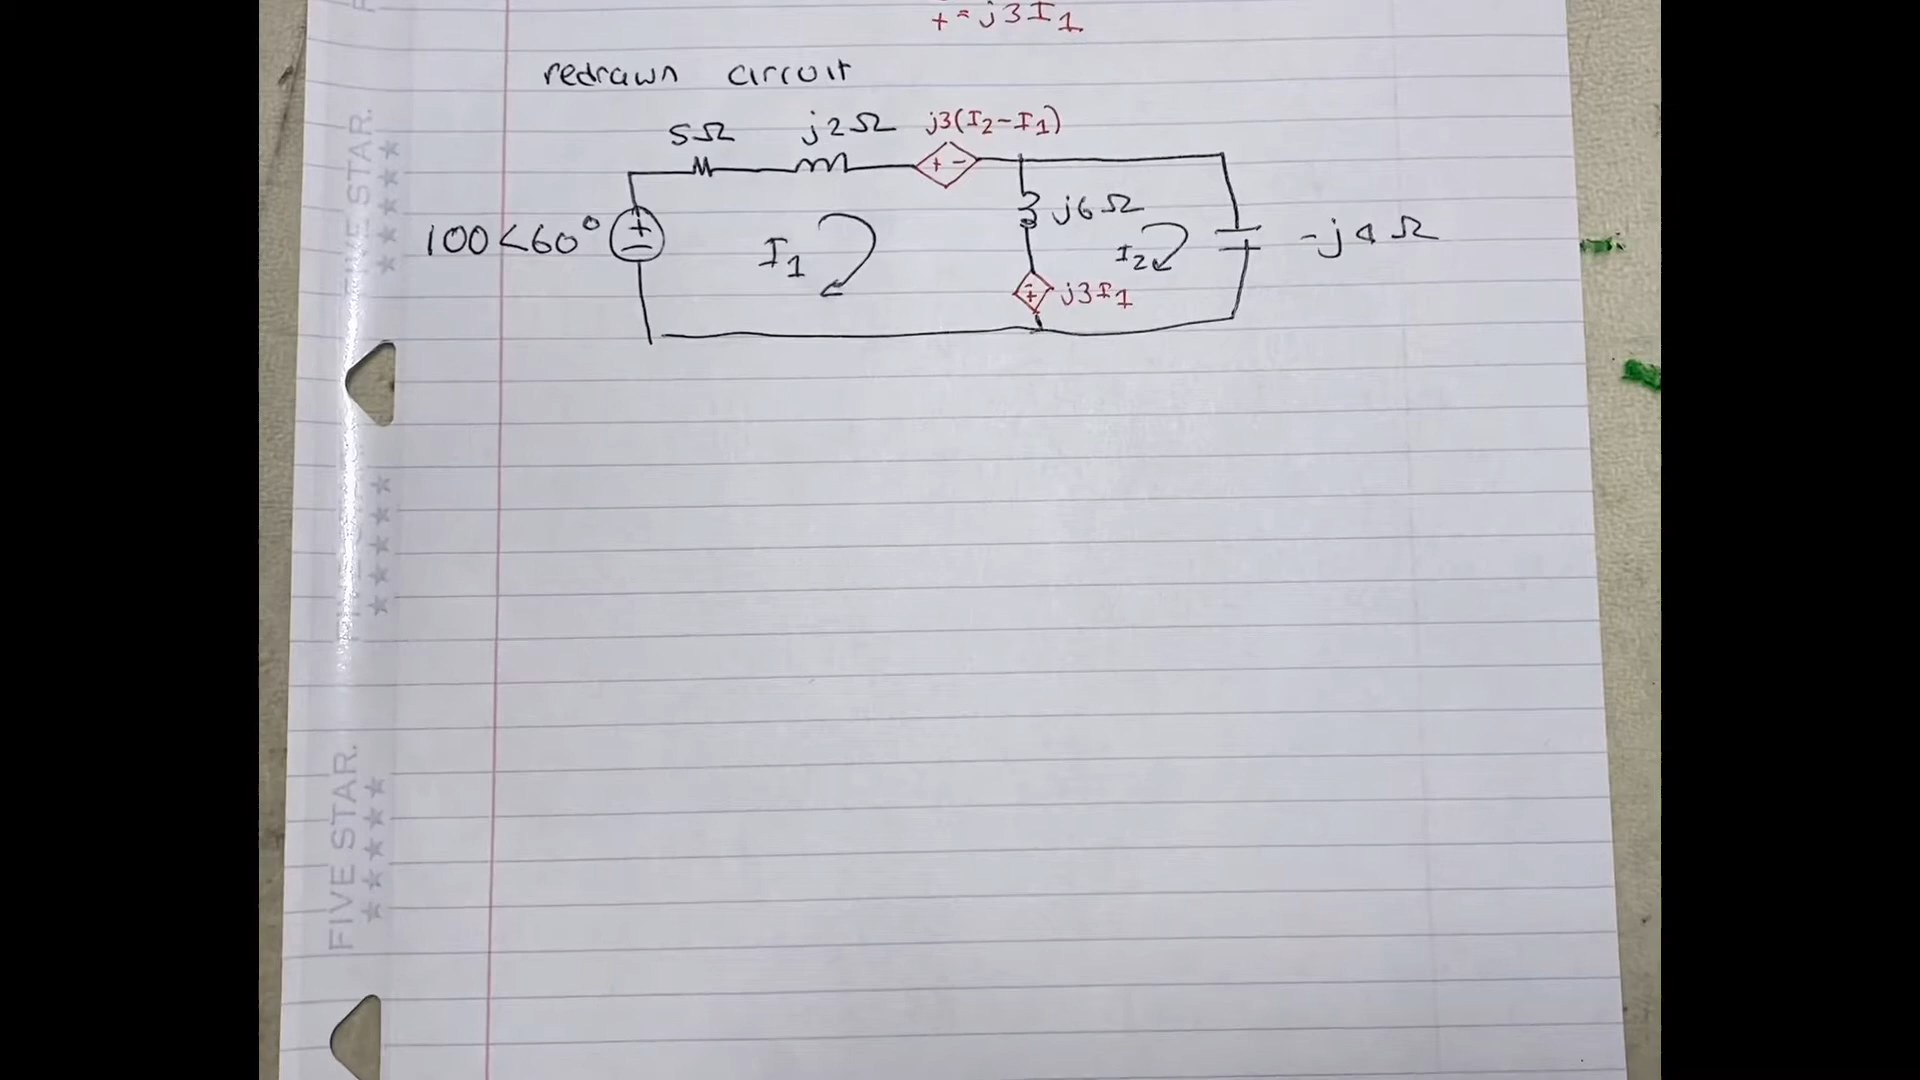 + = j3I1
redrawn circuit
5Ω j2Ω j3(I2-I1)
+ -
j6Ω
100<60° + - I1 I2 -j4Ω
- + j3I1
FIVE STAR.
FIVE STAR.